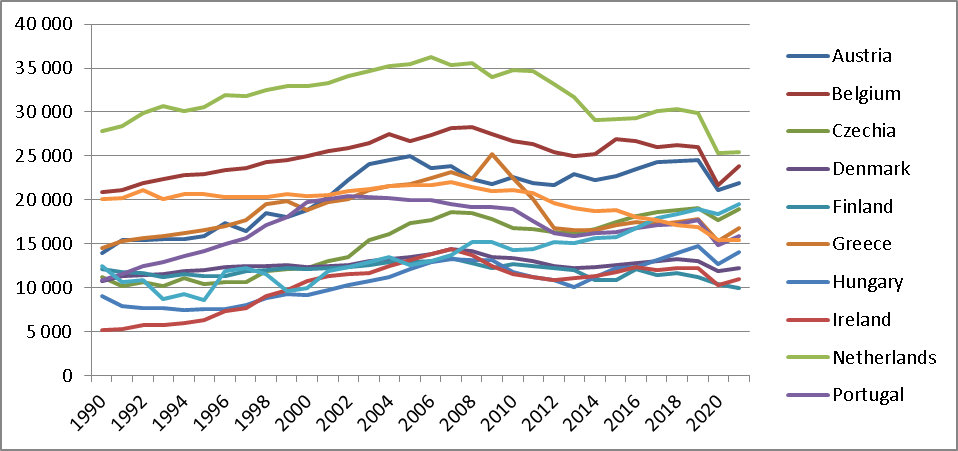 40 000
35 000
30 000
25 000
20 000
15 000
10 000
5 000
0
1990
1992
1994
1996
1998
2000
2002
2004
2006
2008
2010
2012
2014
2016
2018
2020
Austria
Belgium
Czechia
Denmark
Finland
Greece
Hungary
Ireland
Netherlands
Portugal